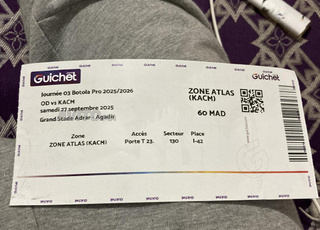 Guichet
Journée 03 Botola Pro 2025/2026
OD vs KACM
samedi 27 septembre 2025
Grand Stade Adrar - Agadir
ZONE ATLAS
(KACM)
60 MAD
Guichet
Zone Accès Secteur Place
ZONE ATLAS (KACM) Porte T 23. 130 I-42